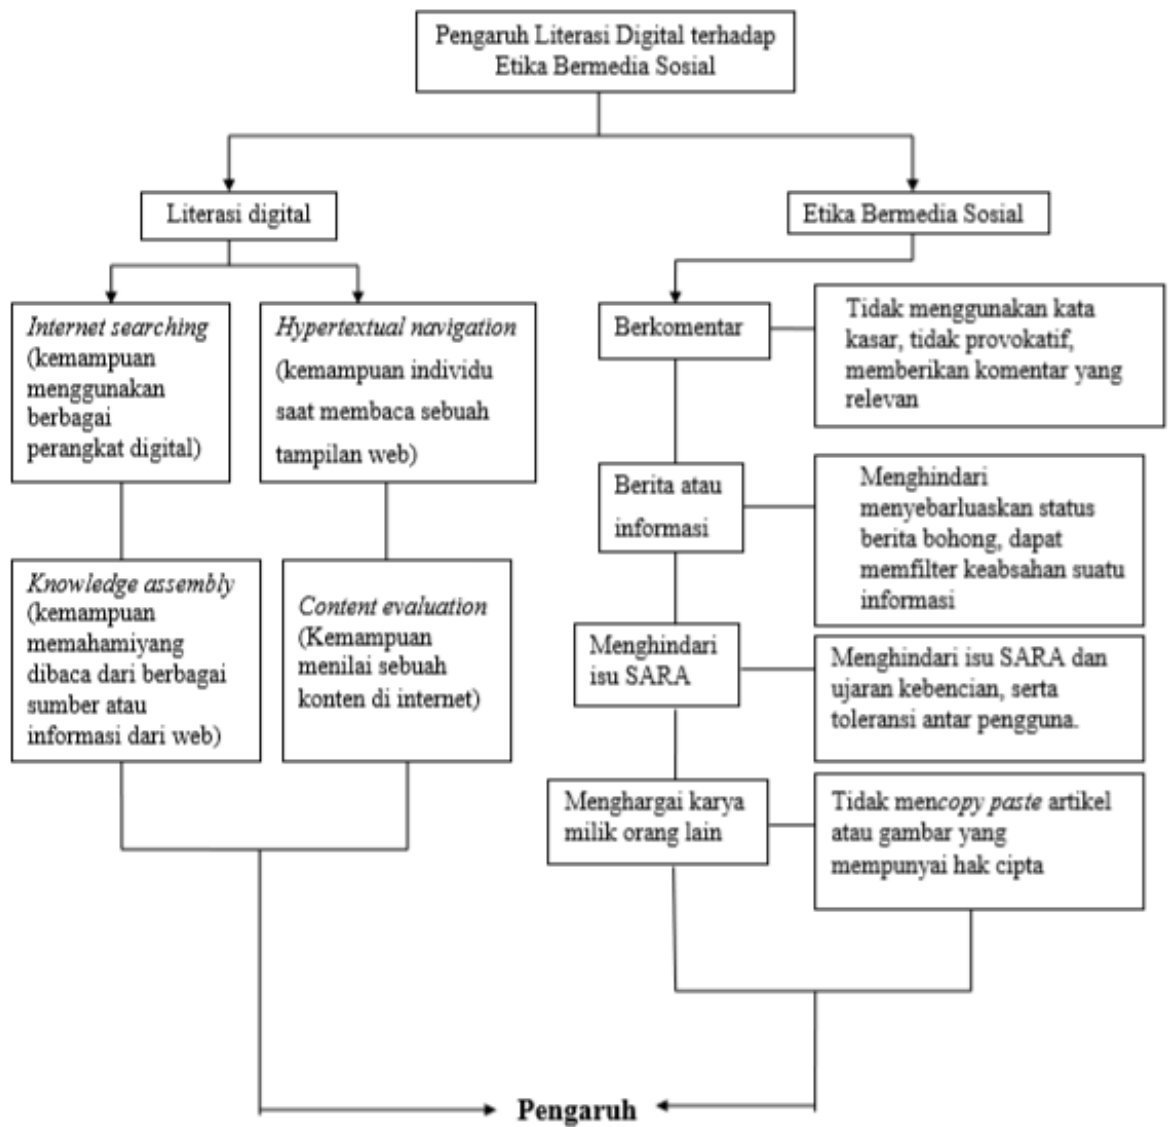 Pengaruh Literasi Digital terhadap
Etika Bermedia Sosial
Literasi digital
Etika Bermedia Sosial
Internet searching
(kemampuan
menggunakan
berbagai
perangkat digital)
Hypertextual navigation
(kemampuan individu
saat membaca sebuah
tampilan web)
Knowledge assembly
(kemampuan
memahamiyang
dibaca dari berbagai
sumber atau
informasi dari web)
Content evaluation
(Kemampuan
menilai sebuah
konten di internet)
Berkomentar
Tidak menggunakan kata
kasar, tidak provokatif,
memberikan komentar yang
relevan
Berita atau
informasi
Menghindari
menyebarluaskan status
berita bohong, dapat
memfilter keabsahan suatu
informasi
Menghindari
isu SARA
Menghindari isu SARA dan
ujaran kebencian, serta
toleransi antar pengguna.
Menghargai karya
milik orang lain
Tidak mencopy paste artikel
atau gambar yang
mempunyai hak cipta
Pengaruh